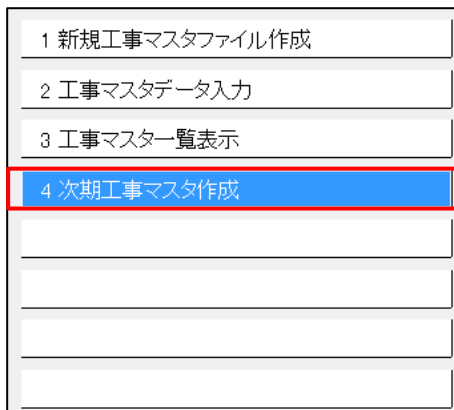 1 新規工事マスタファイル作成
2 工事マスタデータ入力
3 工事マスター覧表示
4 次期工事マスタ作成